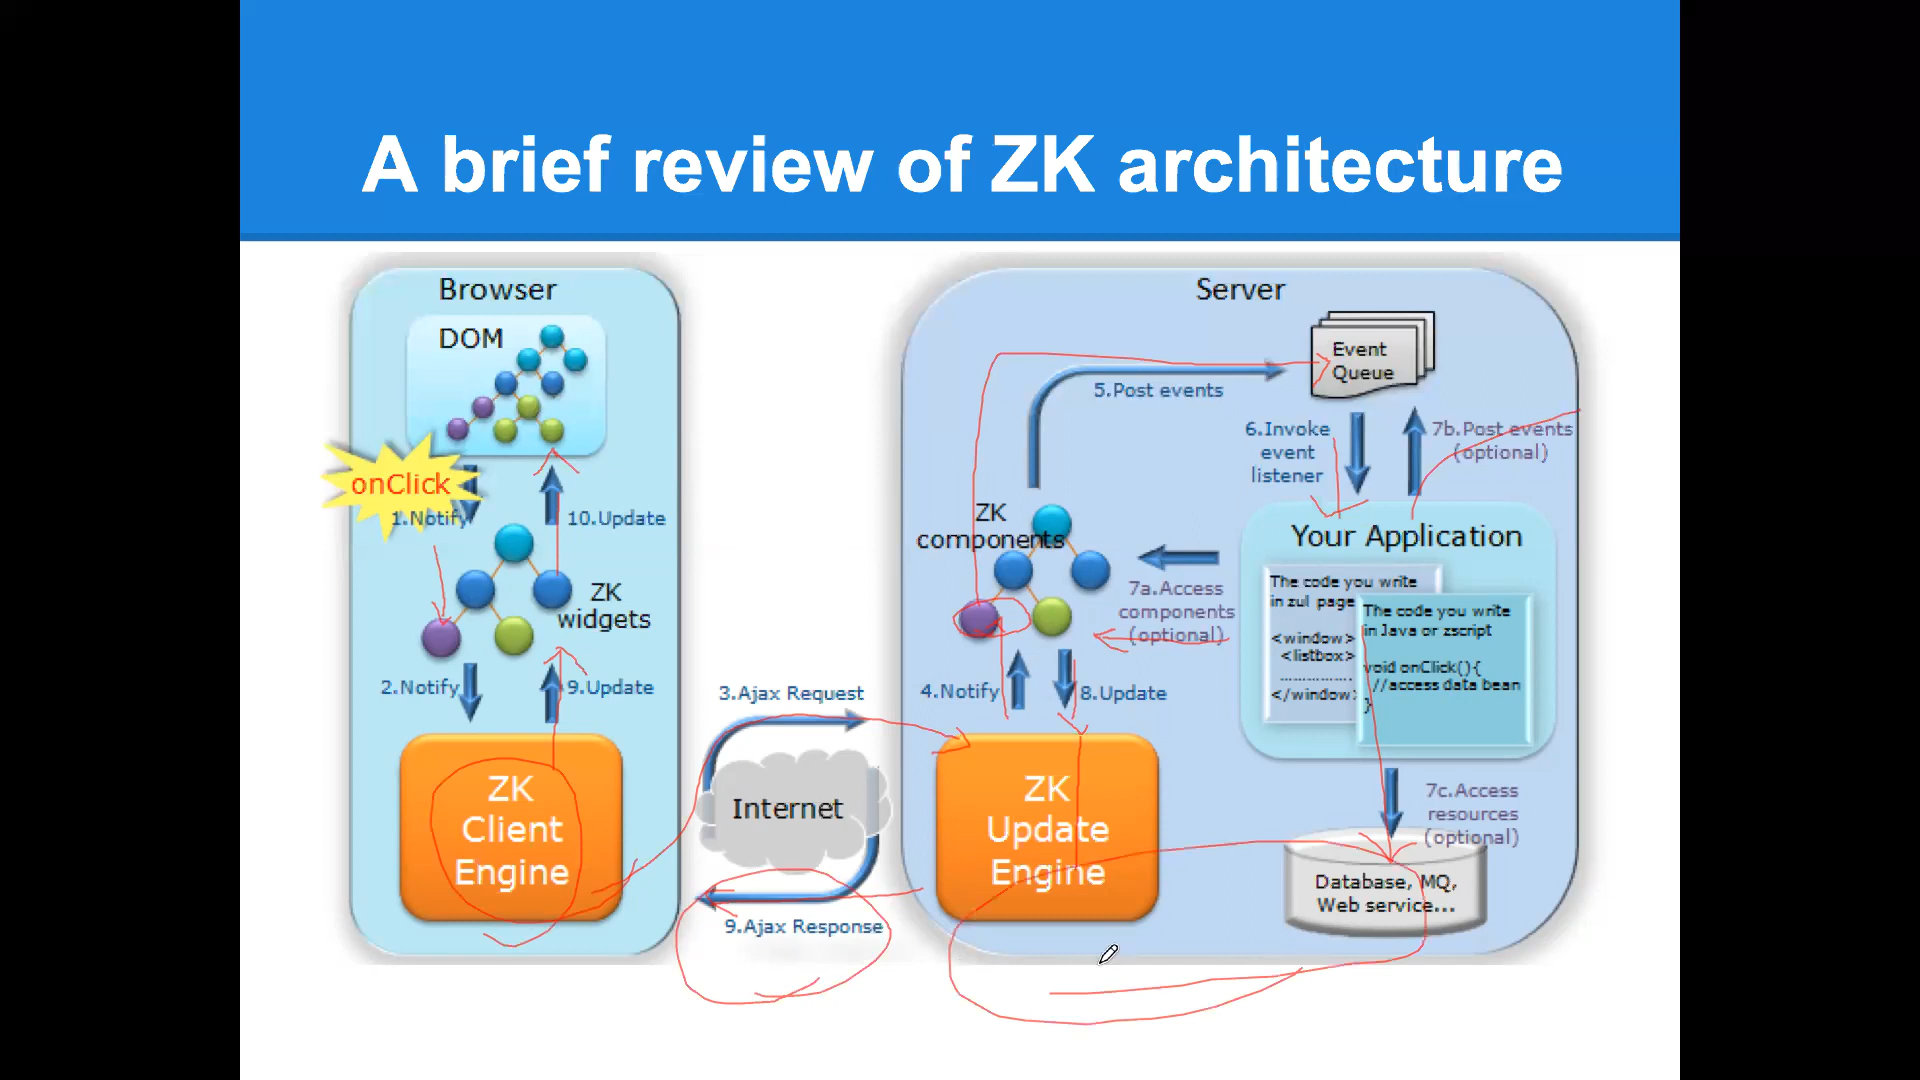 A brief review of ZK architecture
Browser
DOM
onClick
1.Notify
10.Update
ZK
widgets
2.Notify
9.Update
ZK
Client
Engine
3.Ajax Request
Internet
9.Ajax Response
Server
Event
Queue
5.Post events
6.Invoke
event
listener
7b.Post events
(optional)
ZK
components
7a.Access
components
(optional)
4.Notify
8.Update
ZK
Update
Engine
Your Application
The code you write
in zul page
<window>
<listbox>
................
</window>
The code you write
in Java or zscript
void onClick(){
//access data bean
}
7c.Access
resources
(optional)
Database, MQ,
Web service...